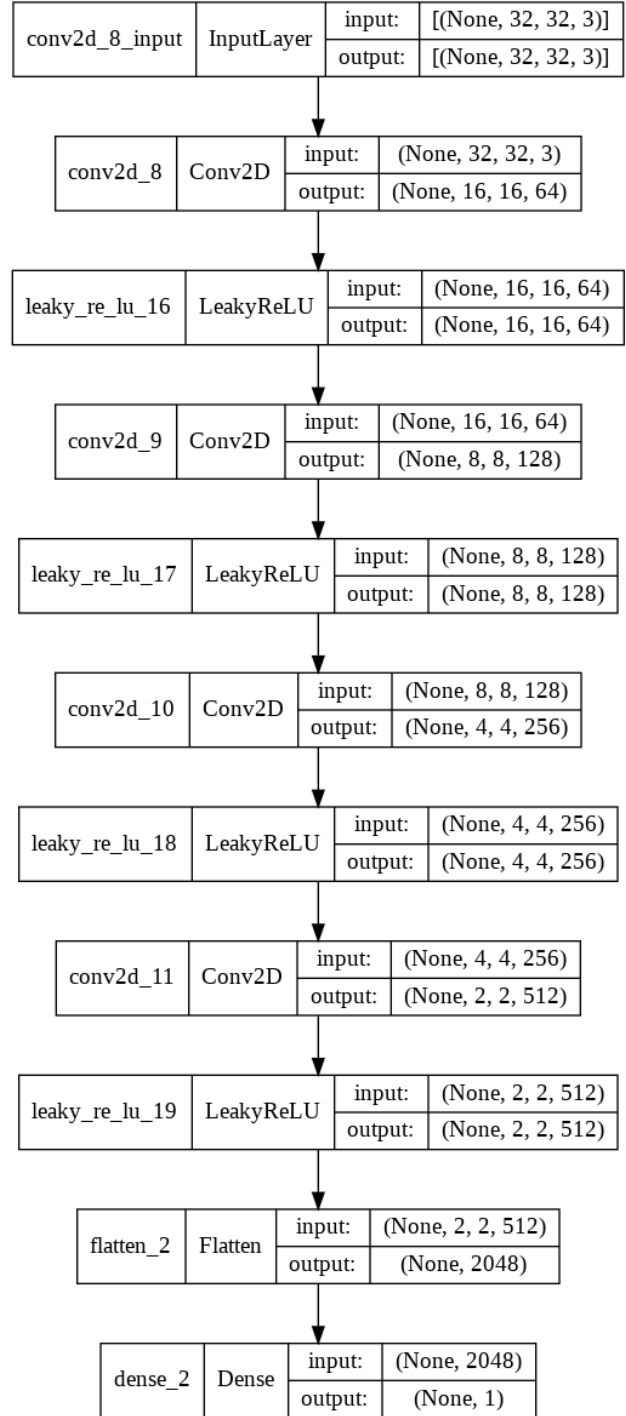 conv2d_8_input InputLayer input: [(None, 32, 32, 3)]
output: [(None, 32, 32, 3)]
conv2d_8 Conv2D input: (None, 32, 32, 3)
output: (None, 16, 16, 64)
leaky_re_lu_16 LeakyReLU input: (None, 16, 16, 64)
output: (None, 16, 16, 64)
conv2d_9 Conv2D input: (None, 16, 16, 64)
output: (None, 8, 8, 128)
leaky_re_lu_17 LeakyReLU input: (None, 8, 8, 128)
output: (None, 8, 8, 128)
conv2d_10 Conv2D input: (None, 8, 8, 128)
output: (None, 4, 4, 256)
leaky_re_lu_18 LeakyReLU input: (None, 4, 4, 256)
output: (None, 4, 4, 256)
conv2d_11 Conv2D input: (None, 4, 4, 256)
output: (None, 2, 2, 512)
leaky_re_lu_19 LeakyReLU input: (None, 2, 2, 512)
output: (None, 2, 2, 512)
flatten_2 Flatten input: (None, 2, 2, 512)
output: (None, 2048)
dense_2 Dense input: (None, 2048)
output: (None, 1)